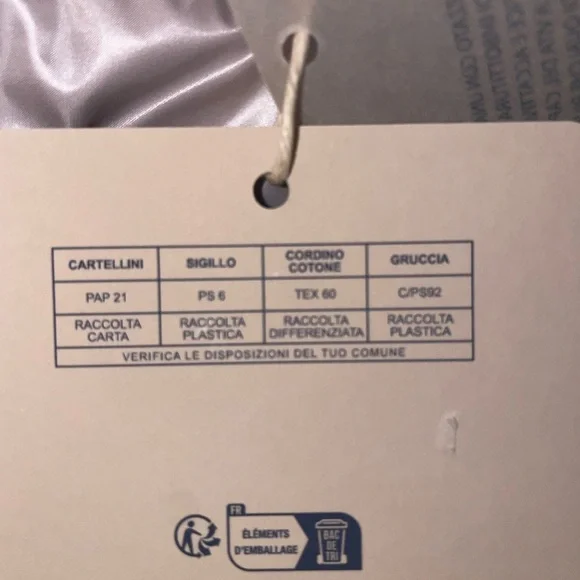 CARTELLINI SIGILLO CORDINO COTONE GRUCCIA
PAP 21 PS 6 TEX 60 C/PS92
RACCOLTA CARTA RACCOLTA PLASTICA RACCOLTA DIFFERENZIATA RACCOLTA PLASTICA
VERIFICA LE DISPOSIZIONI DEL TUO COMUNE
FR
ÉLÉMENTS
D'EMBALLAGE
BAC
DE
TRI